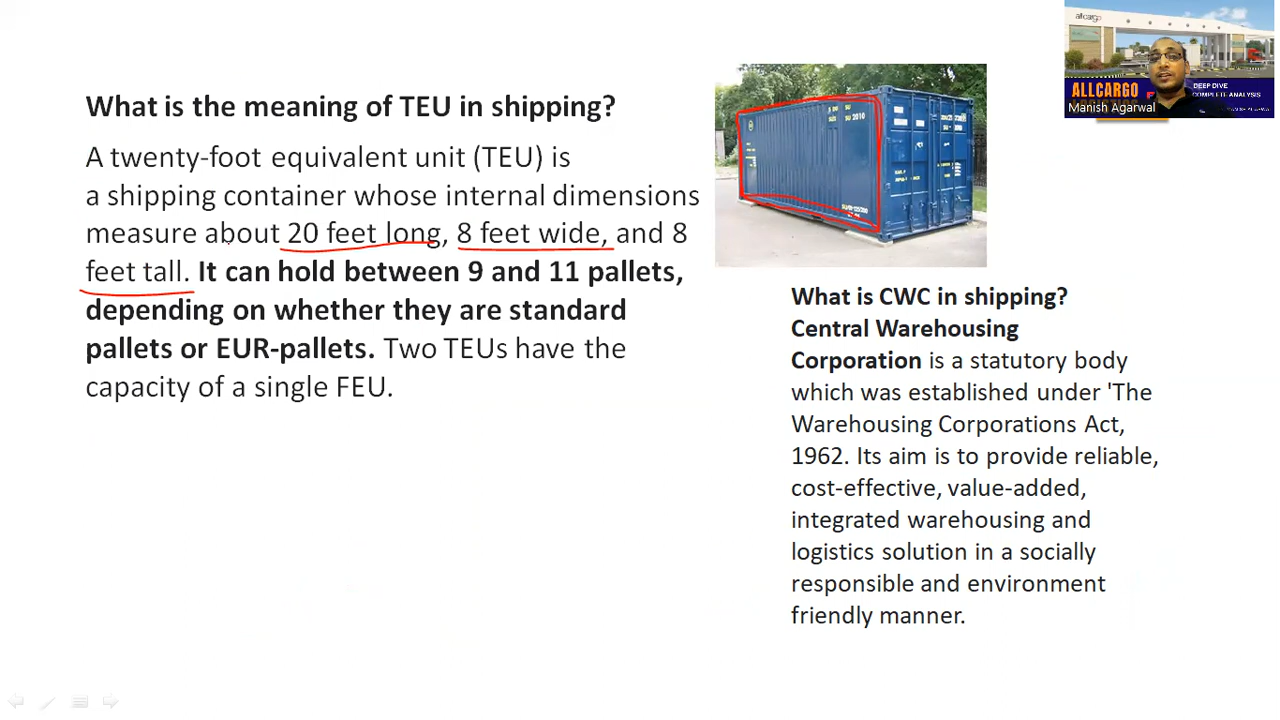 What is the meaning of TEU in shipping?
A twenty-foot equivalent unit (TEU) is
a shipping container whose internal dimensions
measure about 20 feet long, 8 feet wide, and 8
feet tall. It can hold between 9 and 11 pallets,
depending on whether they are standard
pallets or EUR-pallets. Two TEUs have the
capacity of a single FEU.
What is CWC in shipping?
Central Warehousing
Corporation is a statutory body
which was established under 'The
Warehousing Corporations Act,
1962. Its aim is to provide reliable,
cost-effective, value-added,
integrated warehousing and
logistics solution in a socially
responsible and environment
friendly manner.
allcargo
ALLCARGO
DEEP DIVE
COMPLETE ANALYSIS
Manish Agarwal